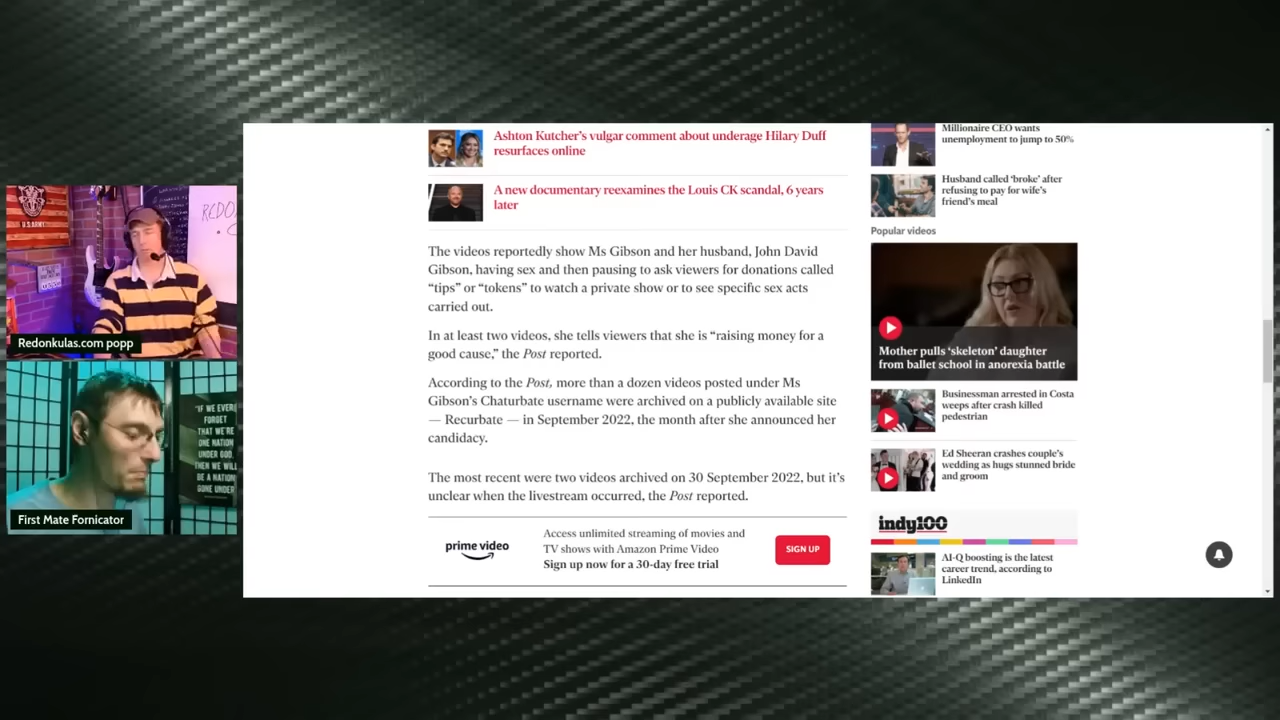 Ashton Kutcher’s vulgar comment about underage Hilary Duff
resurfaces online
A new documentary reexamines the Louis CK scandal, 6 years
later
The videos reportedly show Ms Gibson and her husband, John David
Gibson, having sex and then pausing to ask viewers for donations called
“tips” or “tokens” to watch a private show or to see specific sex acts
carried out.
In at least two videos, she tells viewers that she is “raising money for a
good cause,” the Post reported.
According to the Post, more than a dozen videos posted under Ms
Gibson’s Chaturbate username were archived on a publicly available site
— Recurbate — in September 2022, the month after she announced her
candidacy.
The most recent were two videos archived on 30 September 2022, but it’s
unclear when the livestream occurred, the Post reported.
prime video
Access unlimited streaming of movies and
TV shows with Amazon Prime Video
Sign up now for a 30-day free trial
SIGN UP
Millionaire CEO wants
unemployment to jump to 50%
Husband called ‘broke’ after
refusing to pay for wife’s
friend’s meal
Popular videos
Mother pulls ‘skeleton’ daughter
from ballet school in anorexia battle
Businessman arrested in Costa
weeps after crash killed
pedestrian
Ed Sheeran crashes couple’s
wedding as hugs stunned bride
and groom
indy100
AI-Q boosting is the latest
career trend, according to
LinkedIn
U.S. ARMY
REDO
Redonkulas.com popp
"IF WE EVER
FORGET
THAT WE'RE
ONE NATION
UNDER GOD,
THEN WE WILL
BE A NATION
GONE UNDER"
First Mate Fornicator